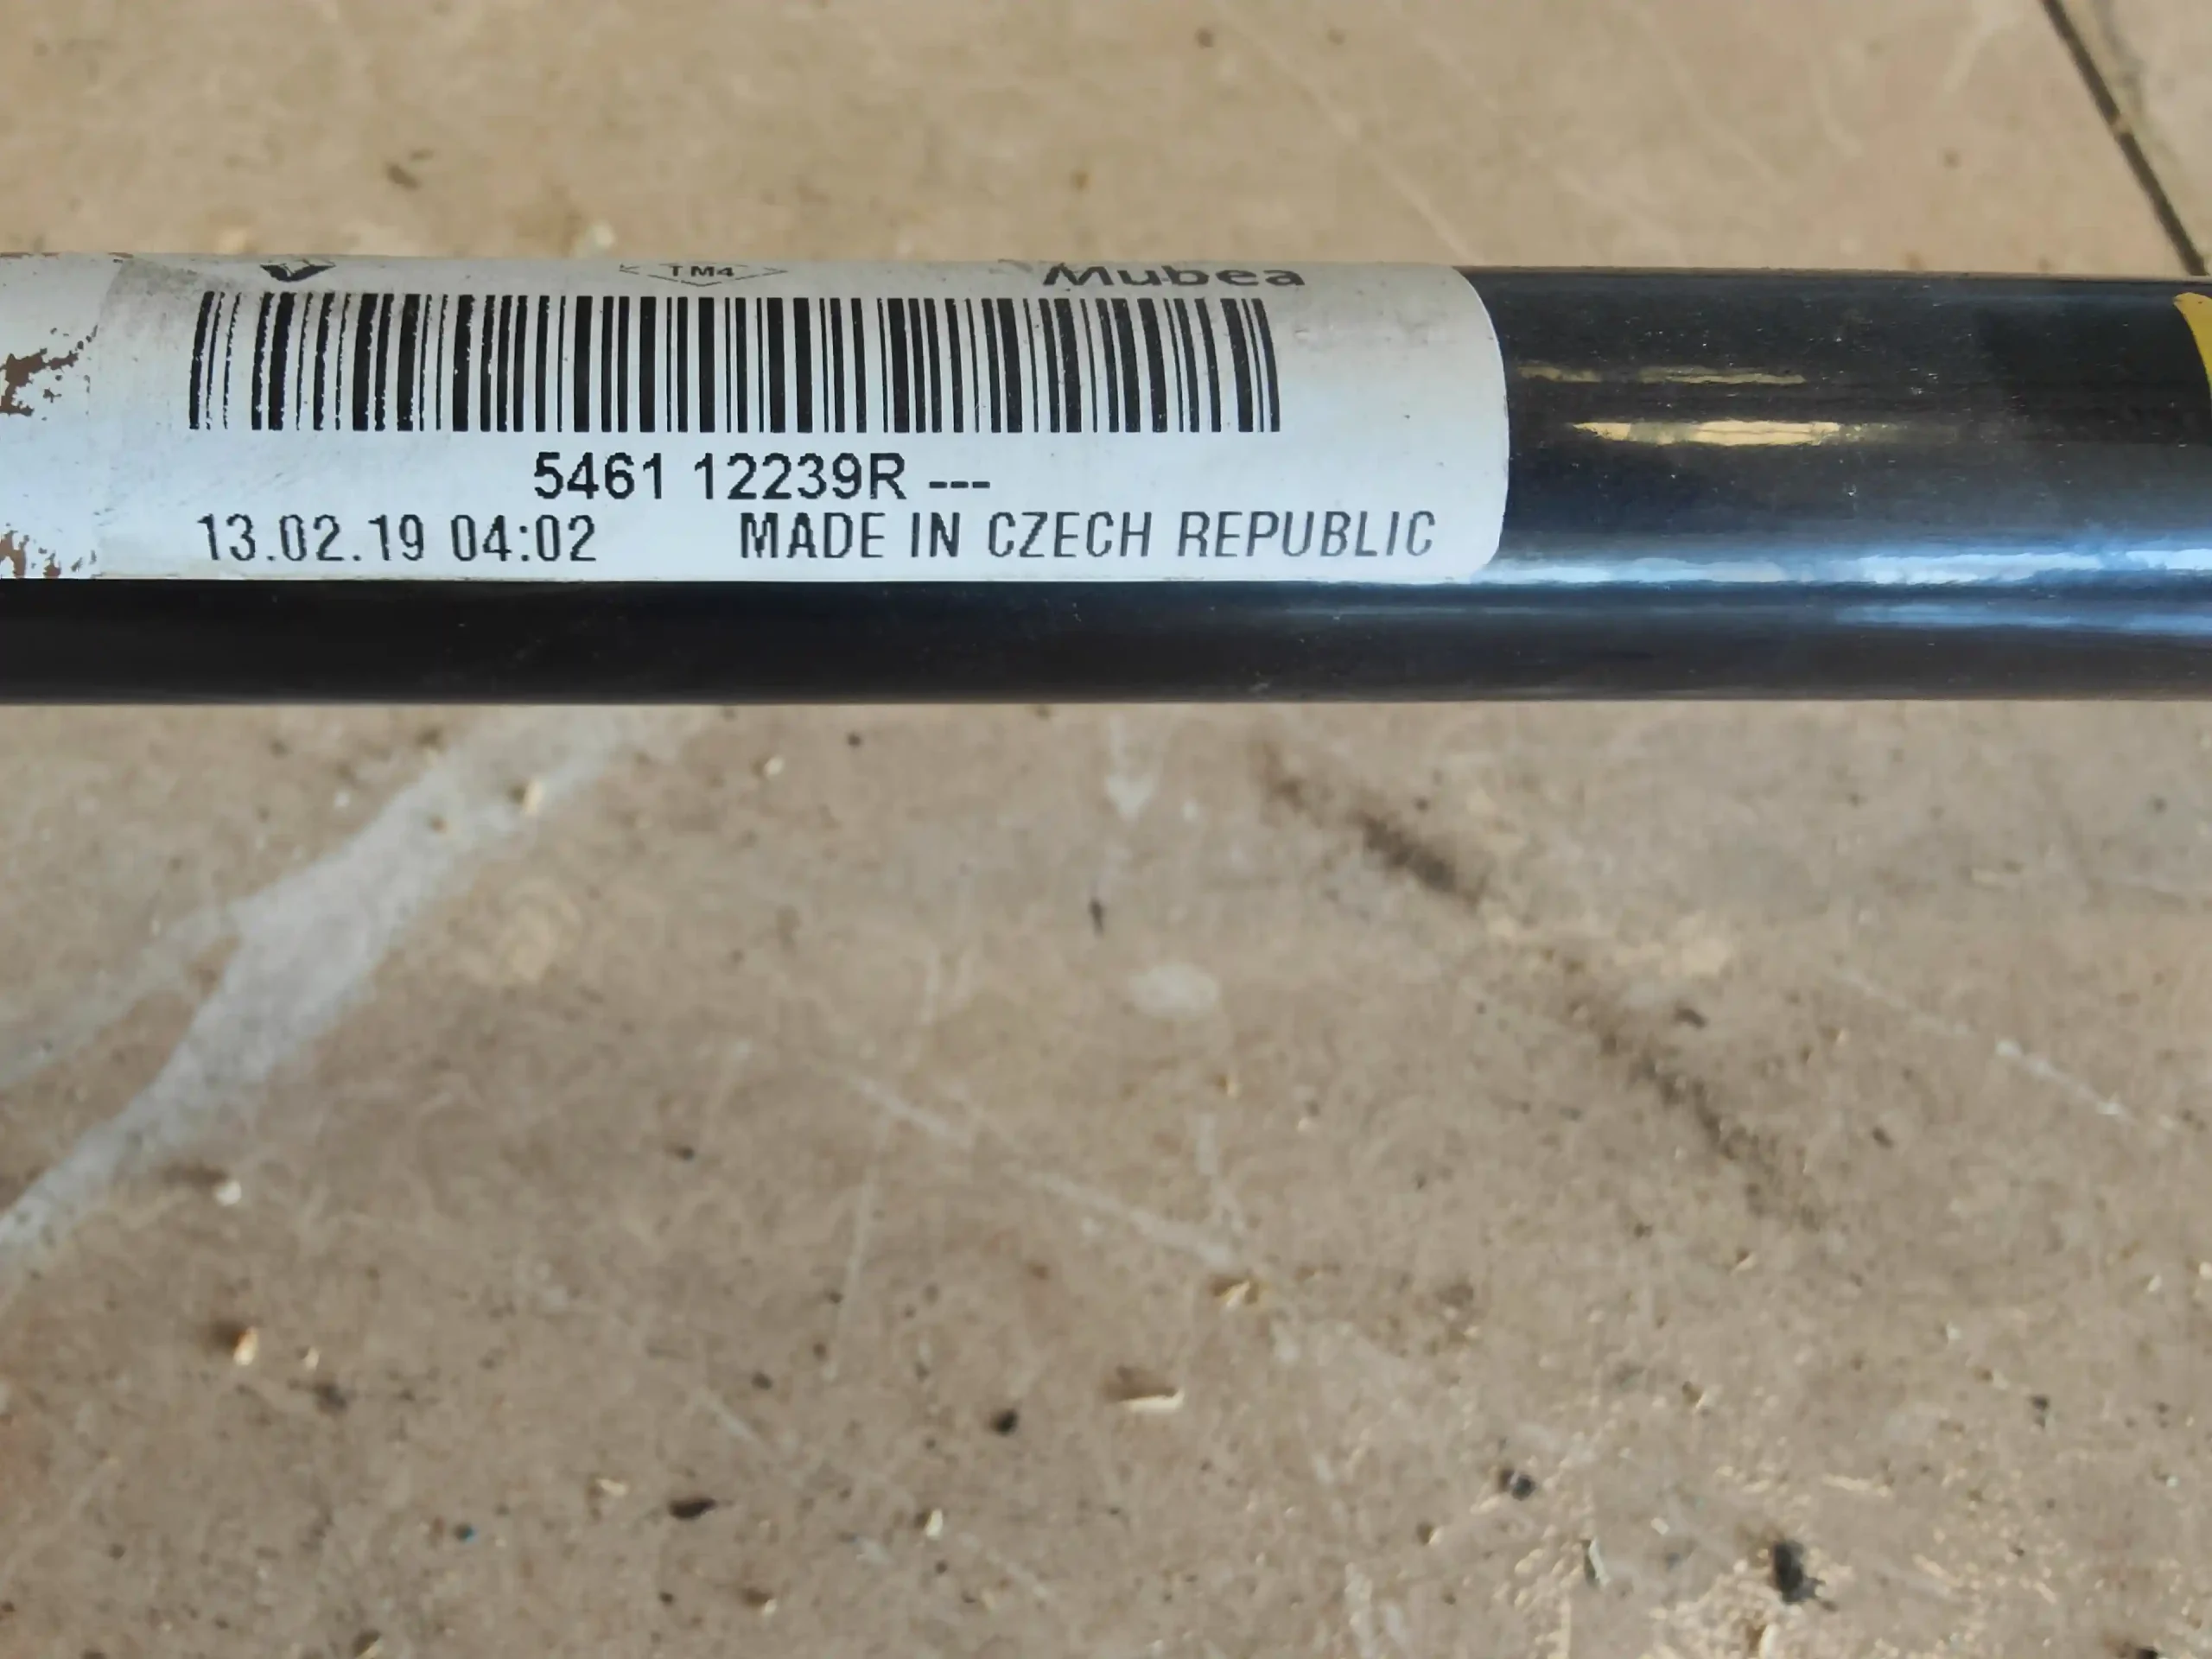 TM4 Mubea
5461 12239R ---
13.02.19 04:02 MADE IN CZECH REPUBLIC